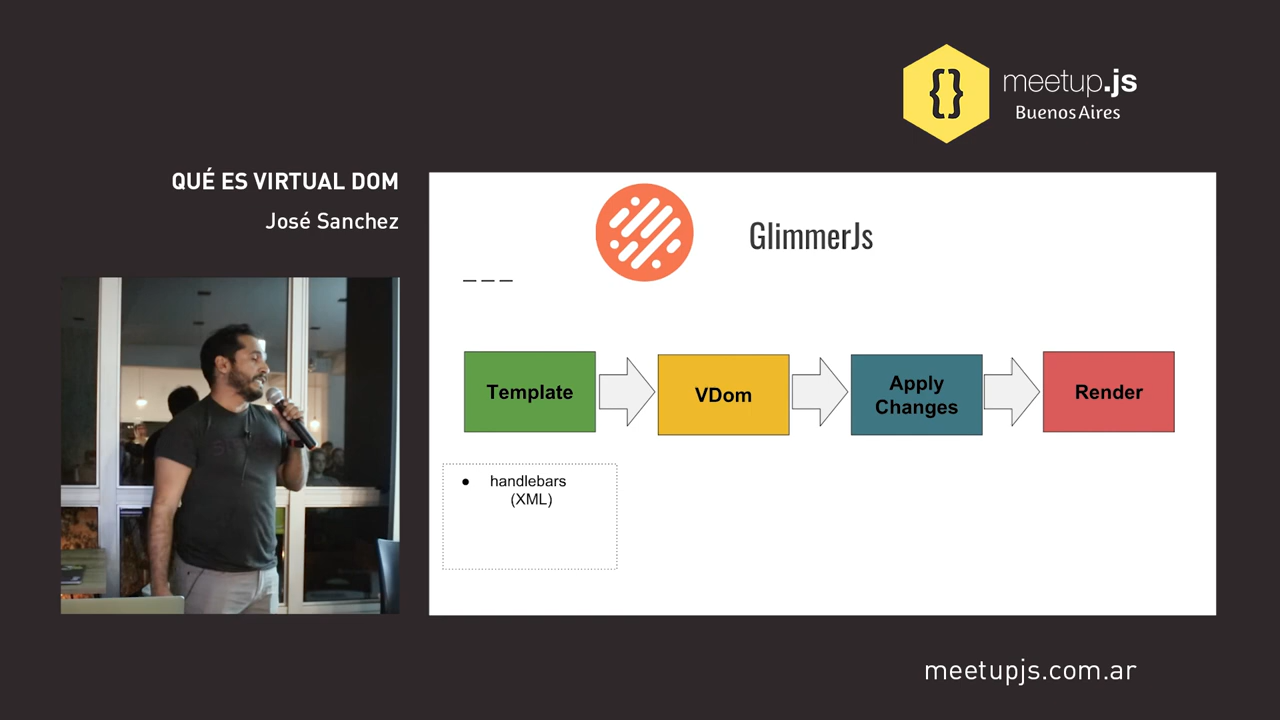 meetup.js
Buenos Aires
QUÉ ES VIRTUAL DOM
José Sanchez
GlimmerJs
Template
VDom
Apply
Changes
Render
handlebars
(XML)
meetupjs.com.ar